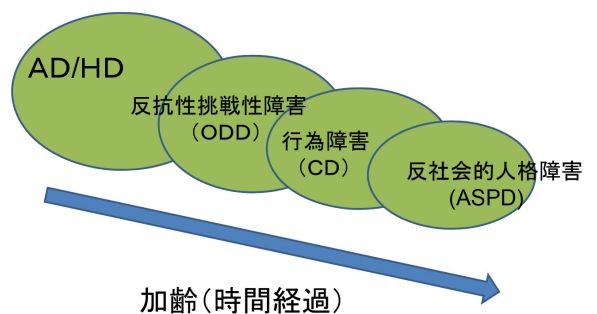 AD/HD
反抗性挑戦性障害
（ODD）
行為障害
（CD）
反社会的人格障害
(ASPD)
加齢（時間経過）